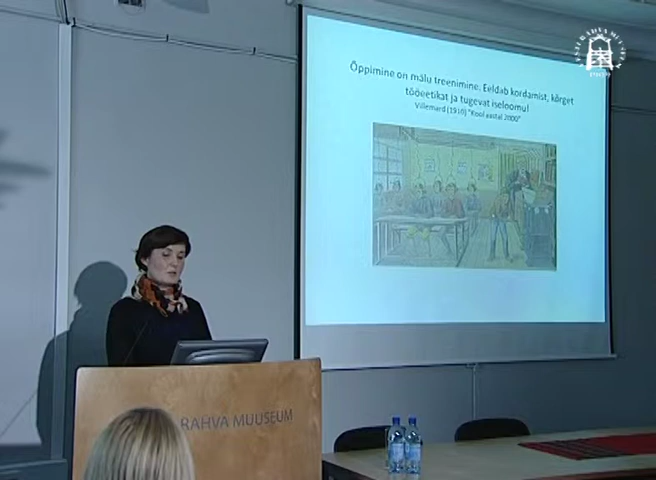 Õppimine on mälu treenimine. Eeldab kordamist, kõrget
tööeetikat ja tugevat iseloomu!
Villemard (1910) "Kool aastal 2000"
RAHVA MUUSEUM